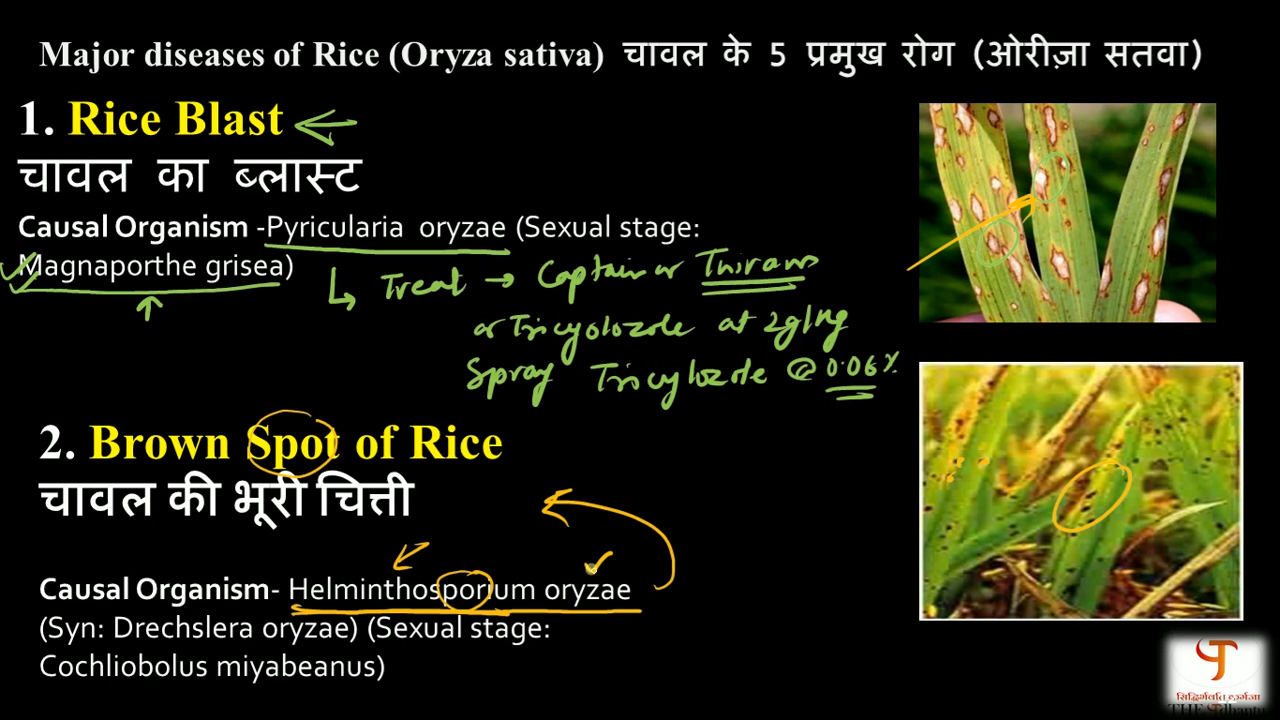 Major diseases of Rice (Oryza sativa) चावल के 5 प्रमुख रोग (ओरीज़ा सतवा)
1. Rice Blast
चावल का ब्लास्ट
Causal Organism -Pyricularia oryzae (Sexual stage:
Magnaporthe grisea)
Treat → Captain or Thiram
or Tricyclozole at 2g/kg
Spray Tricyclozole @ 0.06%
2. Brown Spot of Rice
चावल की भूरी चित्ती
Causal Organism- Helminthosporium oryzae
(Syn: Drechslera oryzae) (Sexual stage:
Cochliobolus miyabeanus)
THE